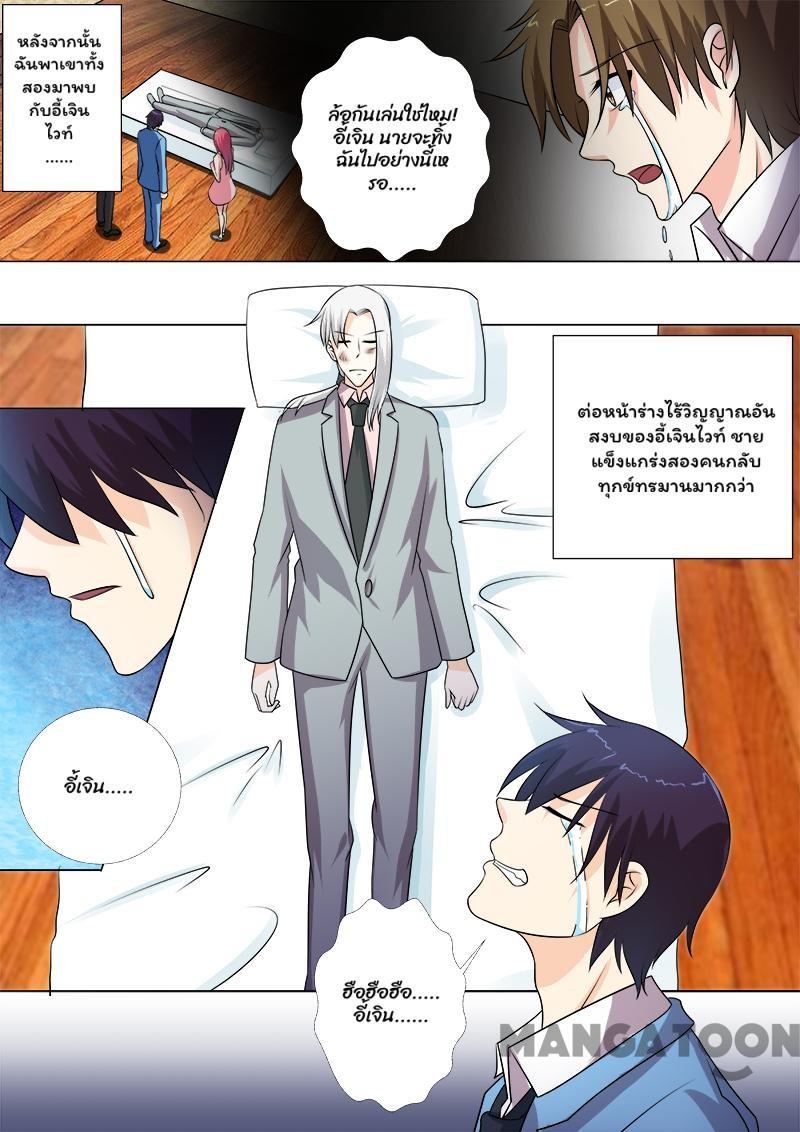 หลังจากนั้น
ฉันพาเขาทั้ง
สองมาพบ
กับอี้เจิน
ไวท์
......
ล้อกันเล่นใช่ไหม!
อี้เจิน นายจะทิ้ง
ฉันไปอย่างนี้เห
รอ.....
ต่อหน้าร่างไร้วิญญาณอัน
สงบของอี้เจินไวท์ ชาย
แข็งแกร่งสองคนกลับ
ทุกข์ทรมานมากกว่า
อี้เจิน.....
ฮือฮือฮือ.....
อี้เจิน......
MANGATOON